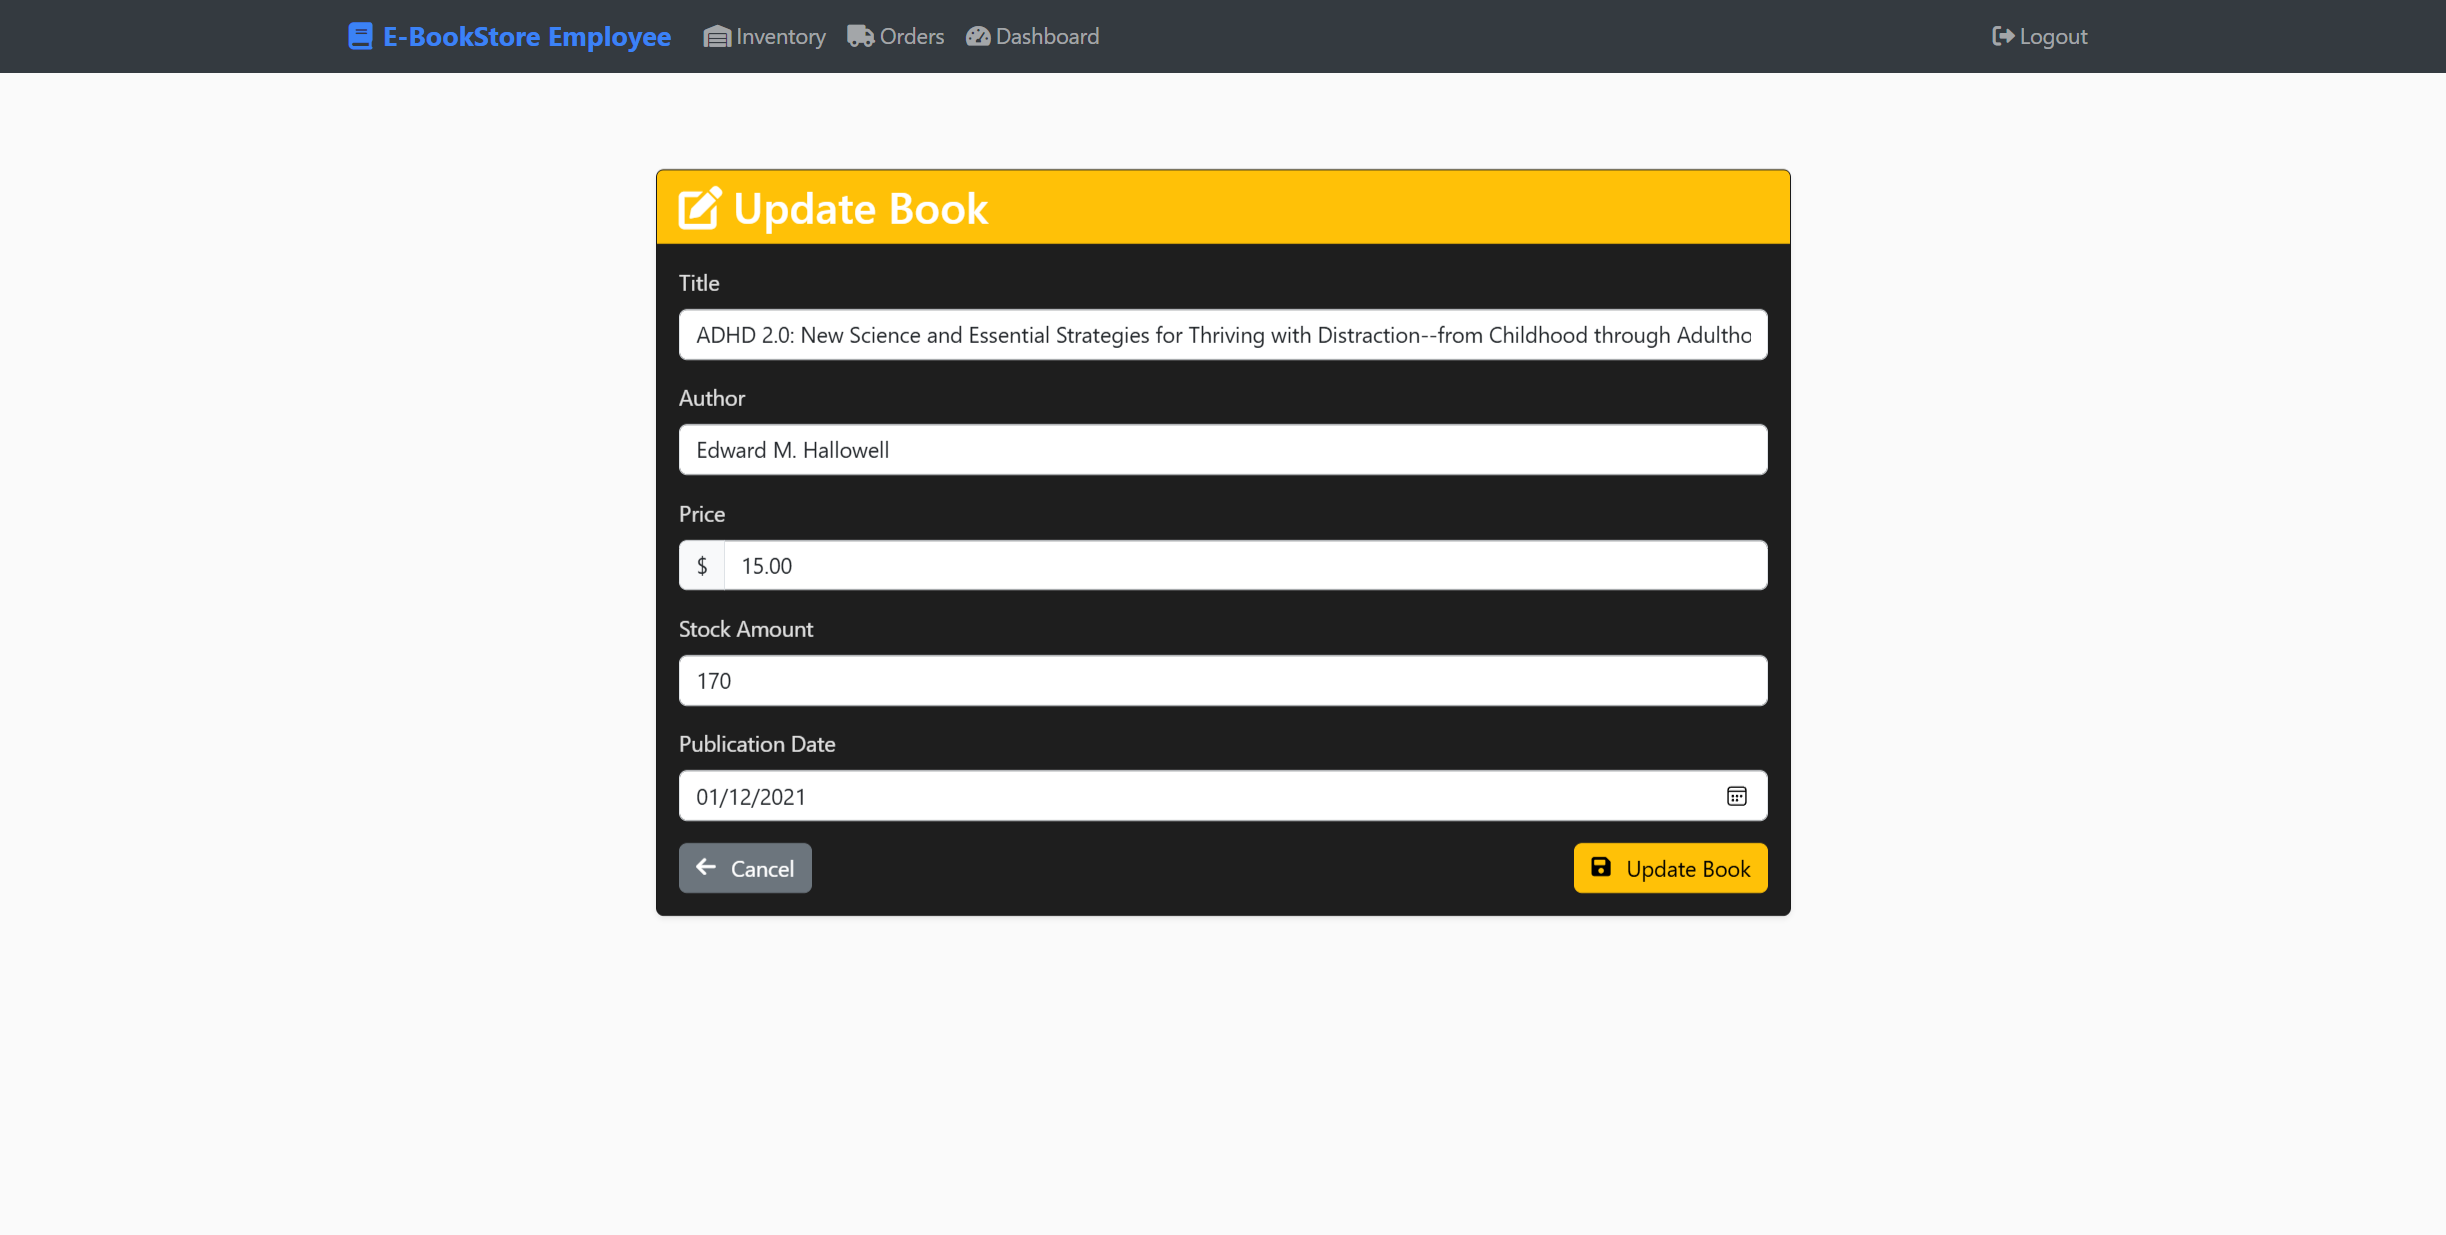 E-BookStore Employee Inventory Orders Dashboard Logout
Update Book
Title
ADHD 2.0: New Science and Essential Strategies for Thriving with Distraction--from Childhood through Adultho
Author
Edward M. Hallowell
Price
$ 15.00
Stock Amount
170
Publication Date
01/12/2021
Cancel Update Book